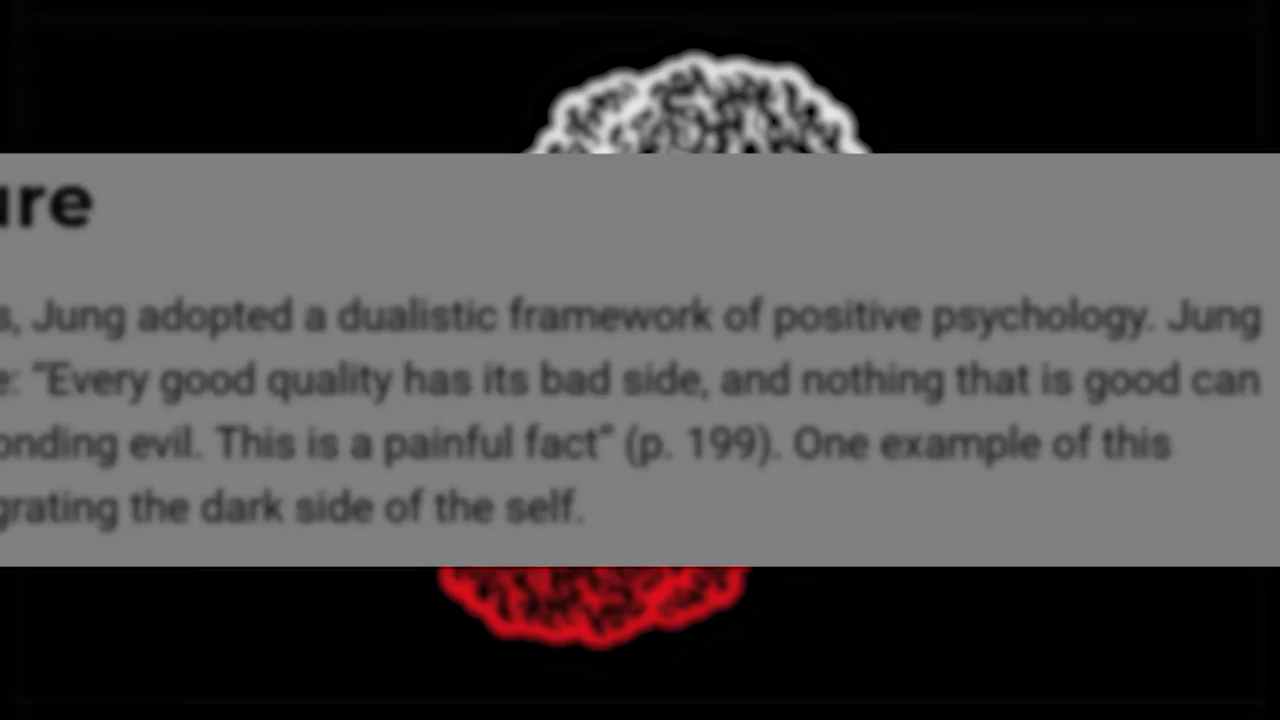 ure
s, Jung adopted a dualistic framework of positive psychology. Jung
e: “Every good quality has its bad side, and nothing that is good can
onding evil. This is a painful fact” (p. 199). One example of this
grating the dark side of the self.